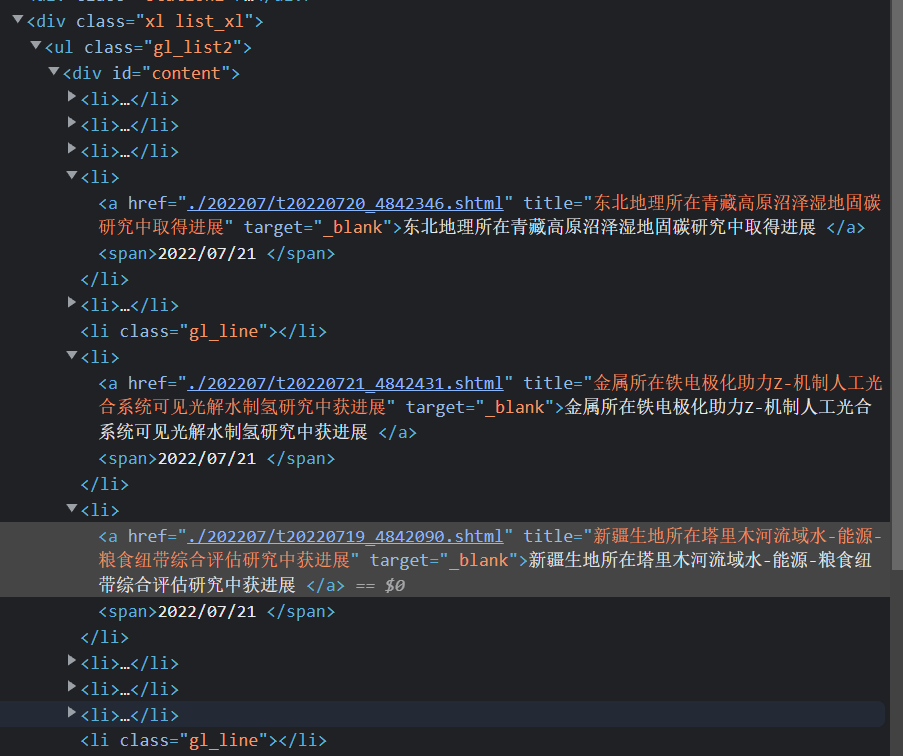 <div class="xl list_xl">
<ul class="gl_list2">
<div id="content">
<li>…</li>
<li>…</li>
<li>…</li>
<li>
<a href="./202207/t20220720_4842346.shtml" title="东北地理所在青藏高原沼泽湿地固碳
研究中取得进展" target="_blank">东北地理所在青藏高原沼泽湿地固碳研究中取得进展 </a>
<span>2022/07/21 </span>
</li>
<li>…</li>
<li class="gl_line"></li>
<li>
<a href="./202207/t20220721_4842431.shtml" title="金属所在铁电极化助力Z-机制人工光
合系统可见光解水制氢研究中获进展" target="_blank">金属所在铁电极化助力Z-机制人工光合
系统可见光解水制氢研究中获进展 </a>
<span>2022/07/21 </span>
</li>
<li>
<a href="./202207/t20220719_4842090.shtml" title="新疆生地所在塔里木河流域水-能源-
粮食纽带综合评估研究中获进展" target="_blank">新疆生地所在塔里木河流域水-能源-粮食纽
带综合评估研究中获进展 </a> == $0
<span>2022/07/21 </span>
</li>
<li>…</li>
<li>…</li>
<li>…</li>
<li class="gl_line"></li>